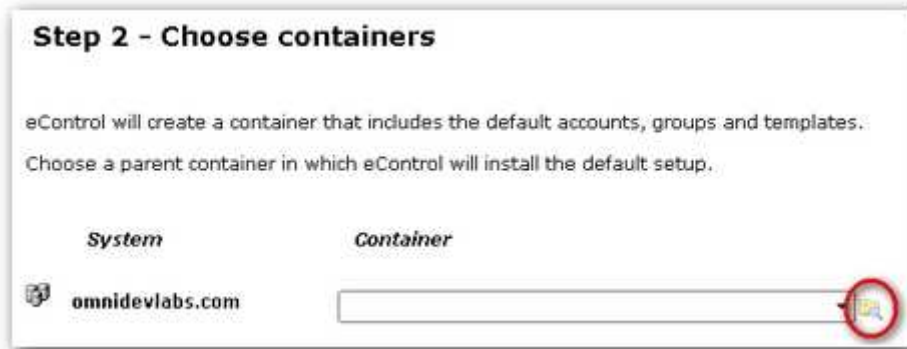 Step 2 - Choose containers
eControl will create a container that includes the default accounts, groups and templates.
Choose a parent container in which eControl will install the default setup.
System Container
omnidevlabs.com